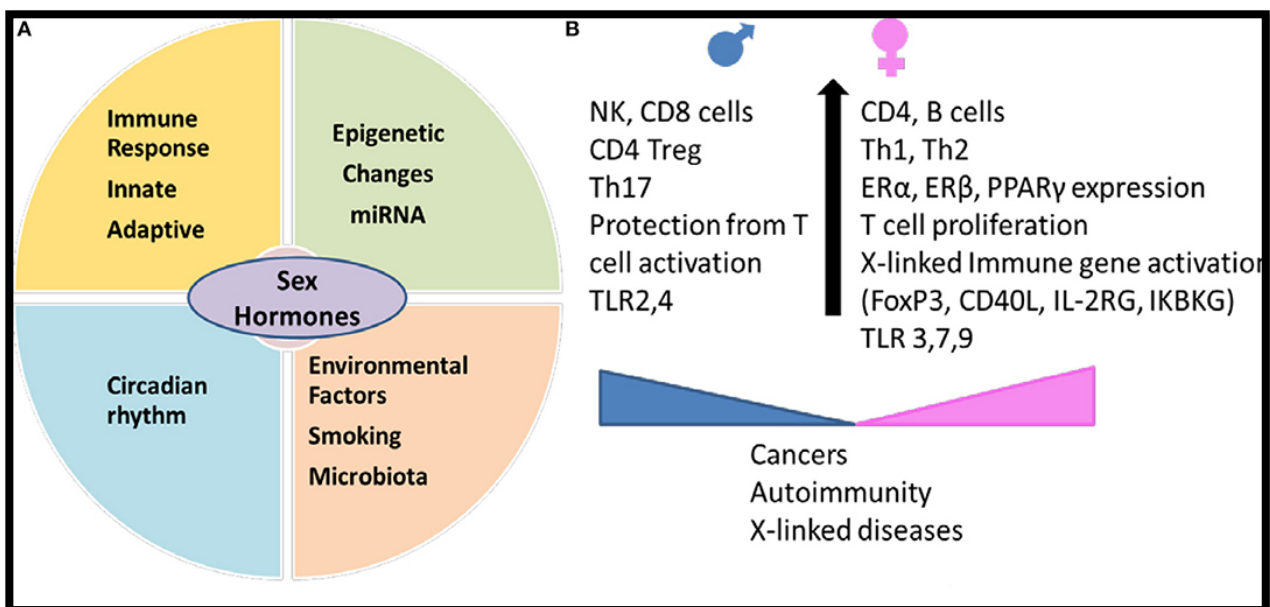 A
Immune
Response
Innate
Adaptive
Epigenetic
Changes
miRNA
Sex
Hormones
Circadian
rhythm
Environmental
Factors
Smoking
Microbiota
B
NK, CD8 cells
CD4 Treg
Th17
Protection from T
cell activation
TLR2,4
CD4, B cells
Th1, Th2
ERα, ERβ, PPARγ expression
T cell proliferation
X-linked Immune gene activation
(FoxP3, CD40L, IL-2RG, IKBKG)
TLR 3,7,9
Cancers
Autoimmunity
X-linked diseases